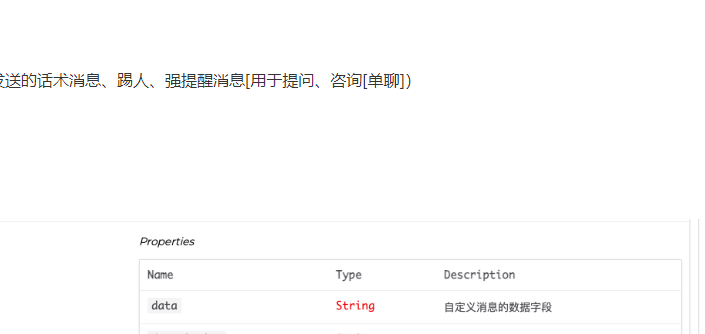 送的话术消息、踢人、强提醒消息[用于提问、咨询[单聊])
Properties
Name Type Description
data String 自定义消息的数据字段